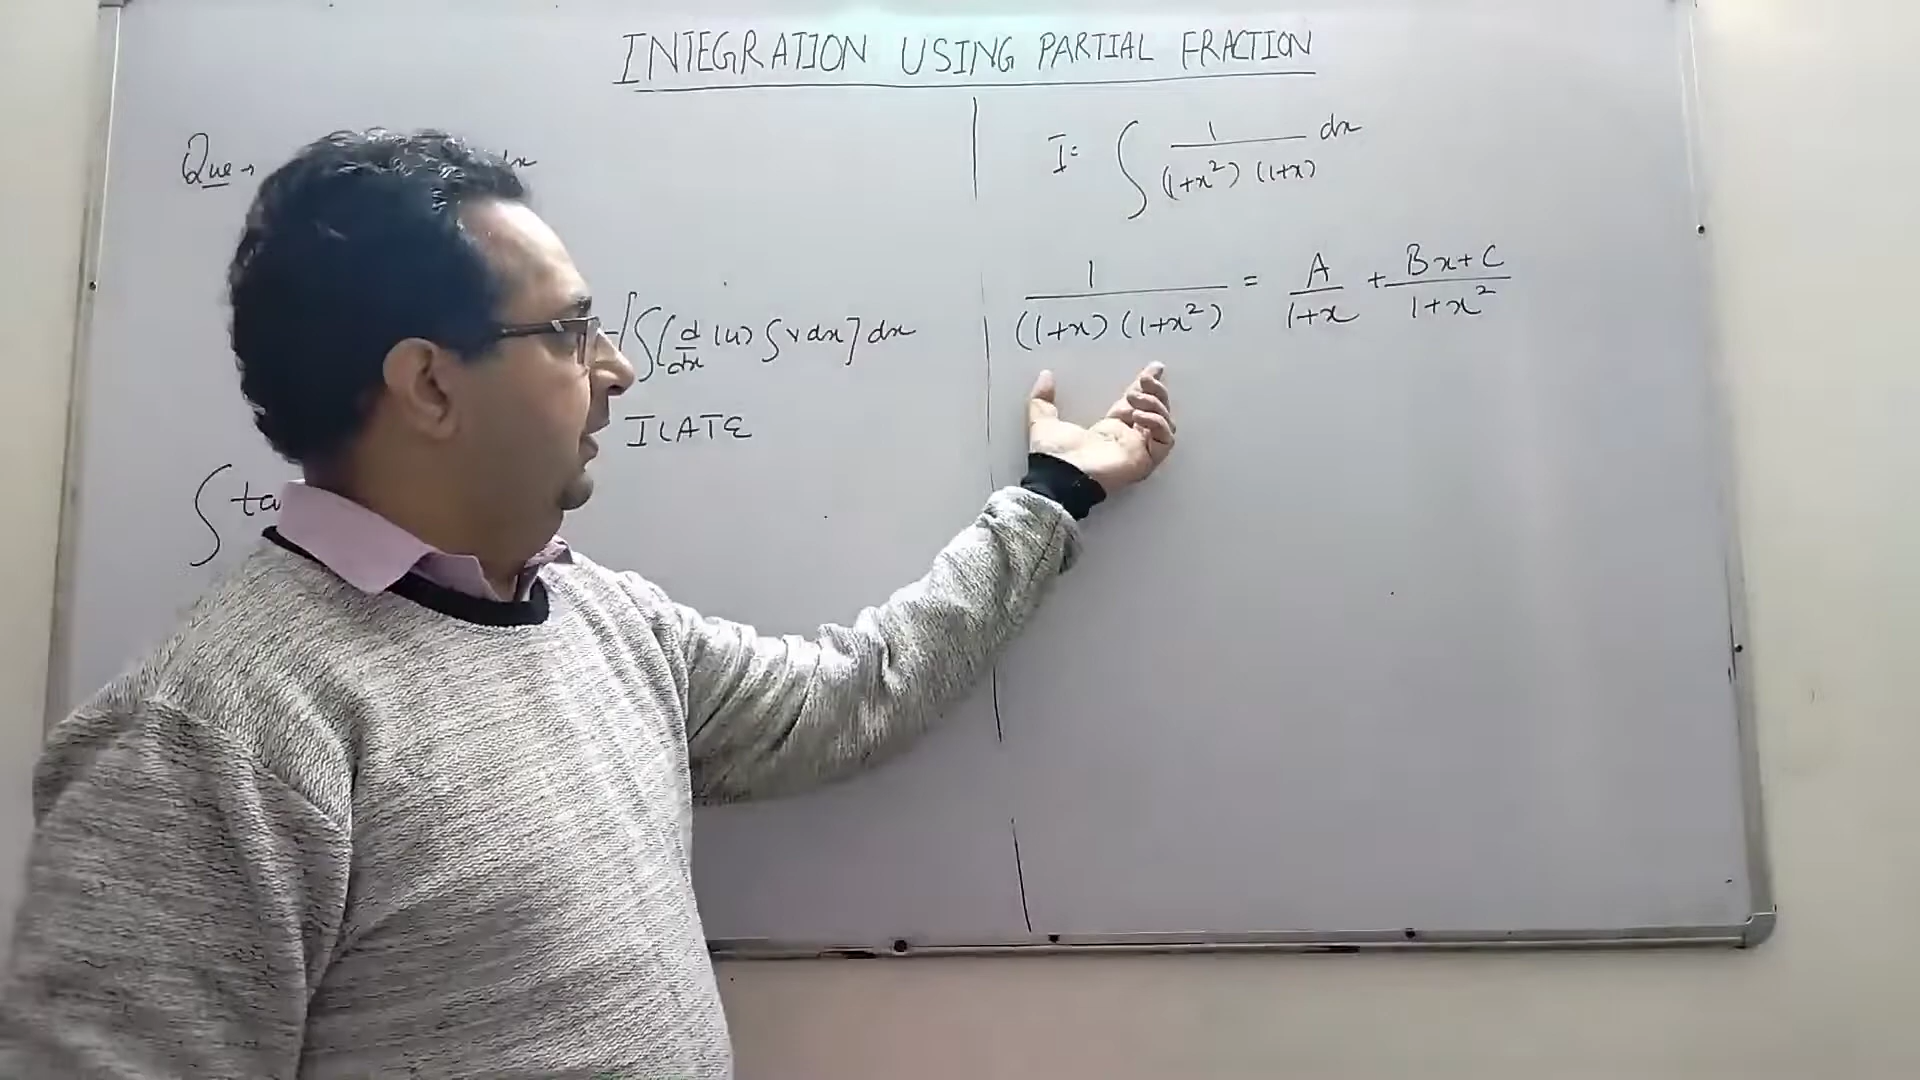 INTEGRATION USING PARTIAL FRACTION
Que → dx
∫[d/dx (u) ∫v dx] dx
ILATE
∫ ta
I = ∫ 1/((1+x²) (1+x)) dx
1/((1+x)(1+x²)) = A/(1+x) + (Bx+C)/(1+x²)